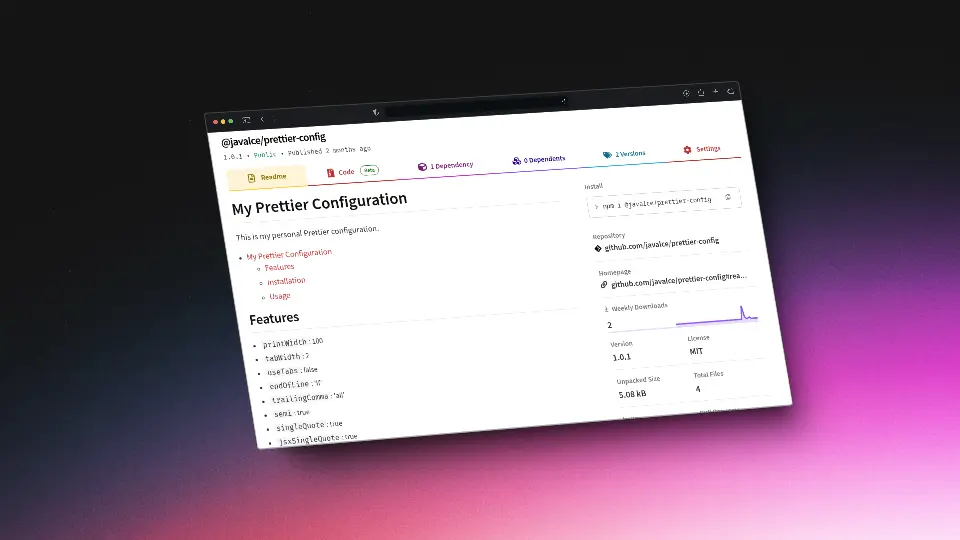 @javalce/prettier-config
1.0.1 • Public • Published 2 months ago
Readme
Code Beta
1 Dependency
0 Dependents
2 Versions
Settings
My Prettier Configuration
This is my personal Prettier configuration.
• My Prettier Configuration
◦ Features
◦ Installation
◦ Usage
Features
• printWidth: 100
• tabWidth: 2
• useTabs: false
• endOfLine: 'lf'
• trailingComma: 'all'
• semi: true
• singleQuote: true
• jsxSingleQuote: true
Install
> npm i @javalce/prettier-config
Repository
github.com/javalce/prettier-config
Homepage
github.com/javalce/prettier-config#rea...
Weekly Downloads
2
Version
1.0.1
License
MIT
Unpacked Size
5.08 kB
Total Files
4